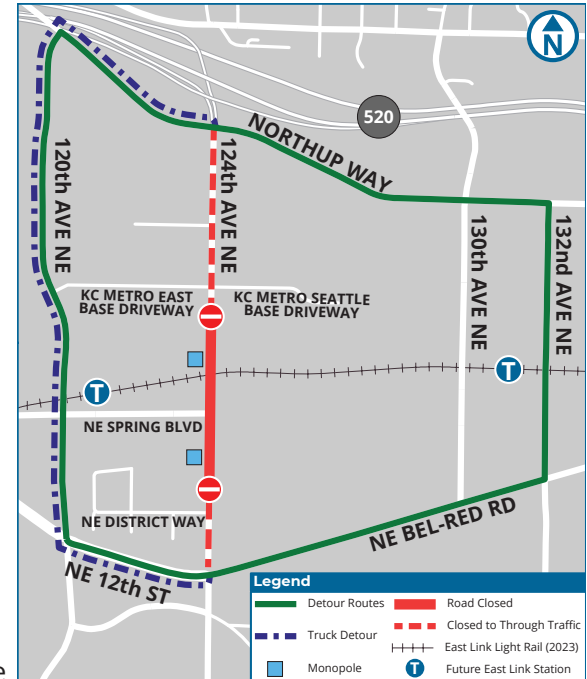 N
520
NORTHUP WAY
120th AVE NE
124th AVE NE
130th AVE NE
132nd AVE NE
KC METRO EAST
BASE DRIVEWAY
KC METRO SEATTLE
BASE DRIVEWAY
T
T
NE SPRING BLVD
NE DISTRICT WAY
NE BEL-RED RD
NE 12th ST
Legend
Detour Routes
Road Closed
Truck Detour
Closed to Through Traffic
East Link Light Rail (2023)
Monopole
T Future East Link Station